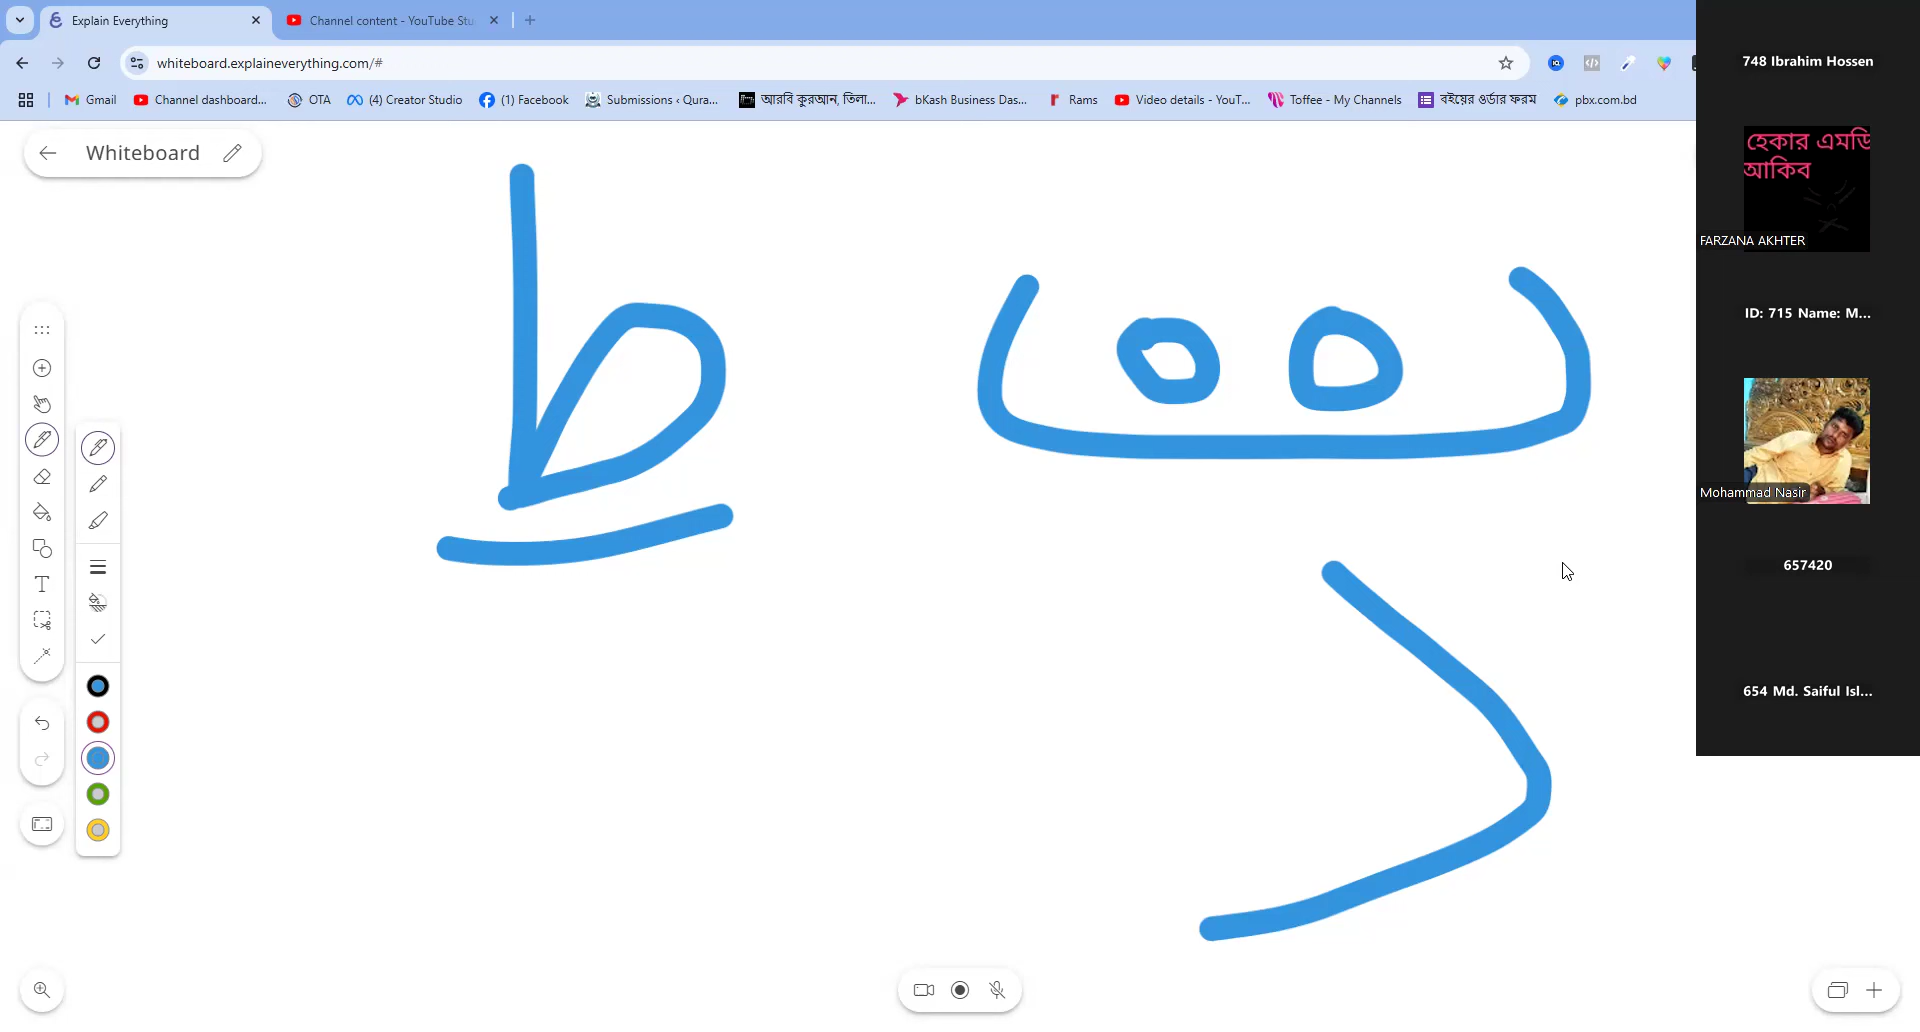 Explain Everything
Channel content - YouTube Stu
whiteboard.explaineverything.com/#
Gmail
Channel dashboard...
OTA
(4) Creator Studio
(1) Facebook
Submissions ‹ Qura...
আরবি কুরআন, তিলা...
bKash Business Das...
Rams
Video details - YouT...
Toffee - My Channels
বইয়ের ওর্ডার ফরম
pbx.com.bd
Whiteboard
ط
ت
د
T
748 Ibrahim Hossen
হেকার এমডি
আকিব
FARZANA AKHTER
ID: 715 Name: M...
Mohammad Nasir
657420
654 Md. Saiful Isl...